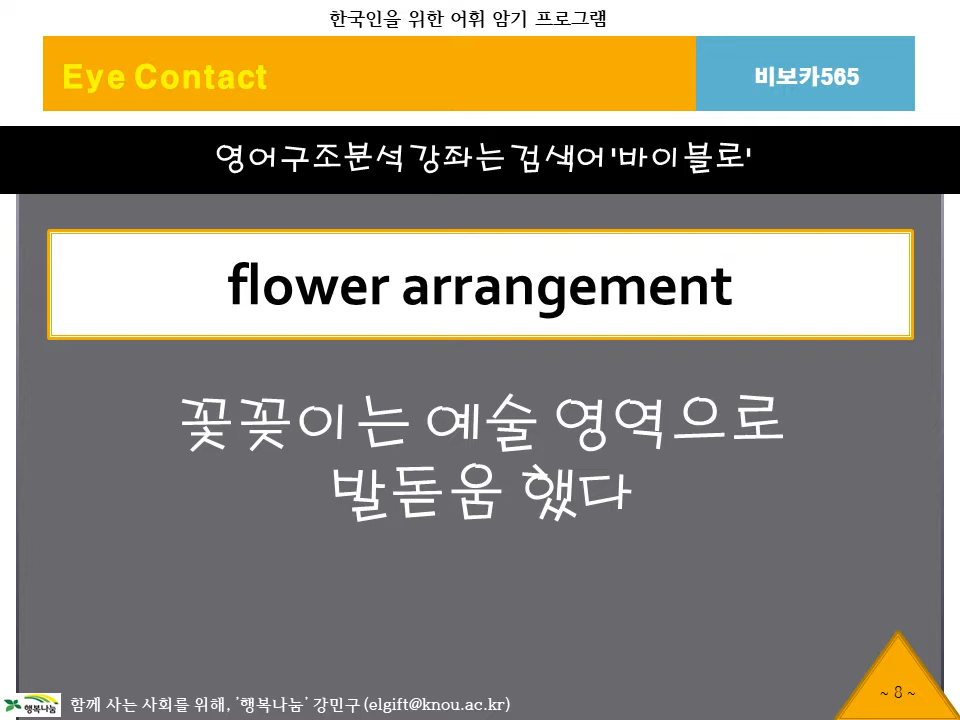 한국인을 위한 어휘 암기 프로그램
Eye Contact
비보카565
영어구조분석 강좌는 검색어 '바이블로'
flower arrangement
꽃꽂이는 예술 영역으로
발돋움 했다
~ 8 ~
행복나눔
함께 사는 사회를 위해, '행복나눔' 강민구 (elgift@knou.ac.kr)